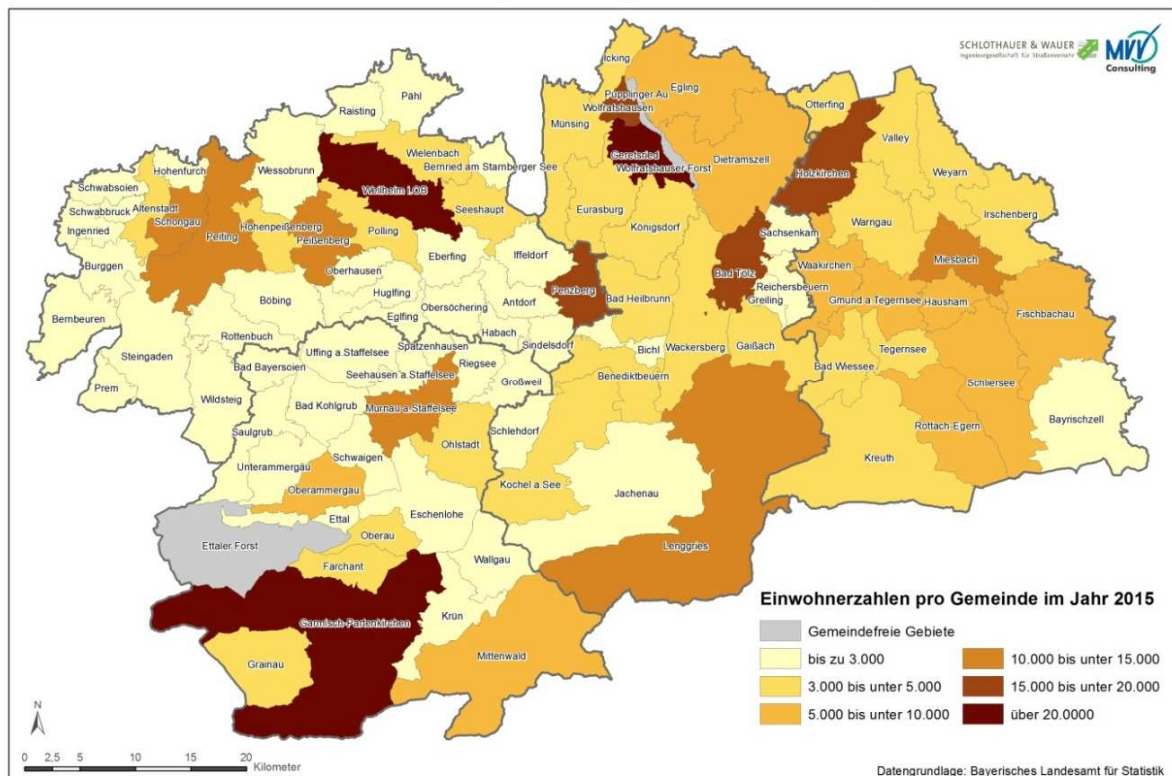 SCHLOTHAUER & WAUER
Ingenieurgesellschaft für Straßenverkehr
MVV
Consulting
Icking
Pähl
Raisting
Pupplinger Au
Egling
Wolfratshausen
Otterfing
Münsing
Valley
Wielenbach
Geretsried
Wolfratshauser Forst
Dietramszell
Hohenfurch
Wessobrunn
Bernried am Starnberger See
Weilheim i.OB
Holzkirchen
Weyarn
Schwabsoien
Altenstadt
Seeshaupt
Eurasburg
Schwabbruck
Schongau
Hohenpeißenberg
Peißenberg
Königsdorf
Irschenberg
Ingenried
Peiting
Polling
Warngau
Sachsenkam
Burggen
Oberhausen
Eberfing
Iffeldorf
Miesbach
Waakirchen
Bad Tölz
Reichersbeuern
Penzberg
Huglfing
Bad Heilbrunn
Greiling
Gmund a.Tegernsee
Hausham
Böbing
Obersöchering
Antdorf
Fischbachau
Bernbeuren
Eglfing
Habach
Rottenbuch
Sindelsdorf
Steingaden
Uffing a.Staffelsee
Spatzenhausen
Bichl
Wackersberg
Gaißach
Tegernsee
Bad Bayersoien
Riegsee
Bad Wiessee
Seehausen a.Staffelsee
Großweil
Benediktbeuern
Schliersee
Prem
Wildsteig
Bad Kohlgrub
Murnau a.Staffelsee
Bayrischzell
Saulgrub
Schlehdorf
Rottach-Egern
Ohlstadt
Schwaigen
Kreuth
Unterammergau
Oberammergau
Kochel a.See
Jachenau
Eschenlohe
Ettal
Oberau
Ettaler Forst
Lenggries
Wallgau
Farchant
Krün
Garmisch-Partenkirchen
Mittenwald
Grainau
Einwohnerzahlen pro Gemeinde im Jahr 2015
Gemeindefreie Gebiete
bis zu 3.000
10.000 bis unter 15.000
3.000 bis unter 5.000
15.000 bis unter 20.000
5.000 bis unter 10.000
über 20.0000
N
0 2,5 5 10 15 20
Kilometer
Datengrundlage: Bayerisches Landesamt für Statistik